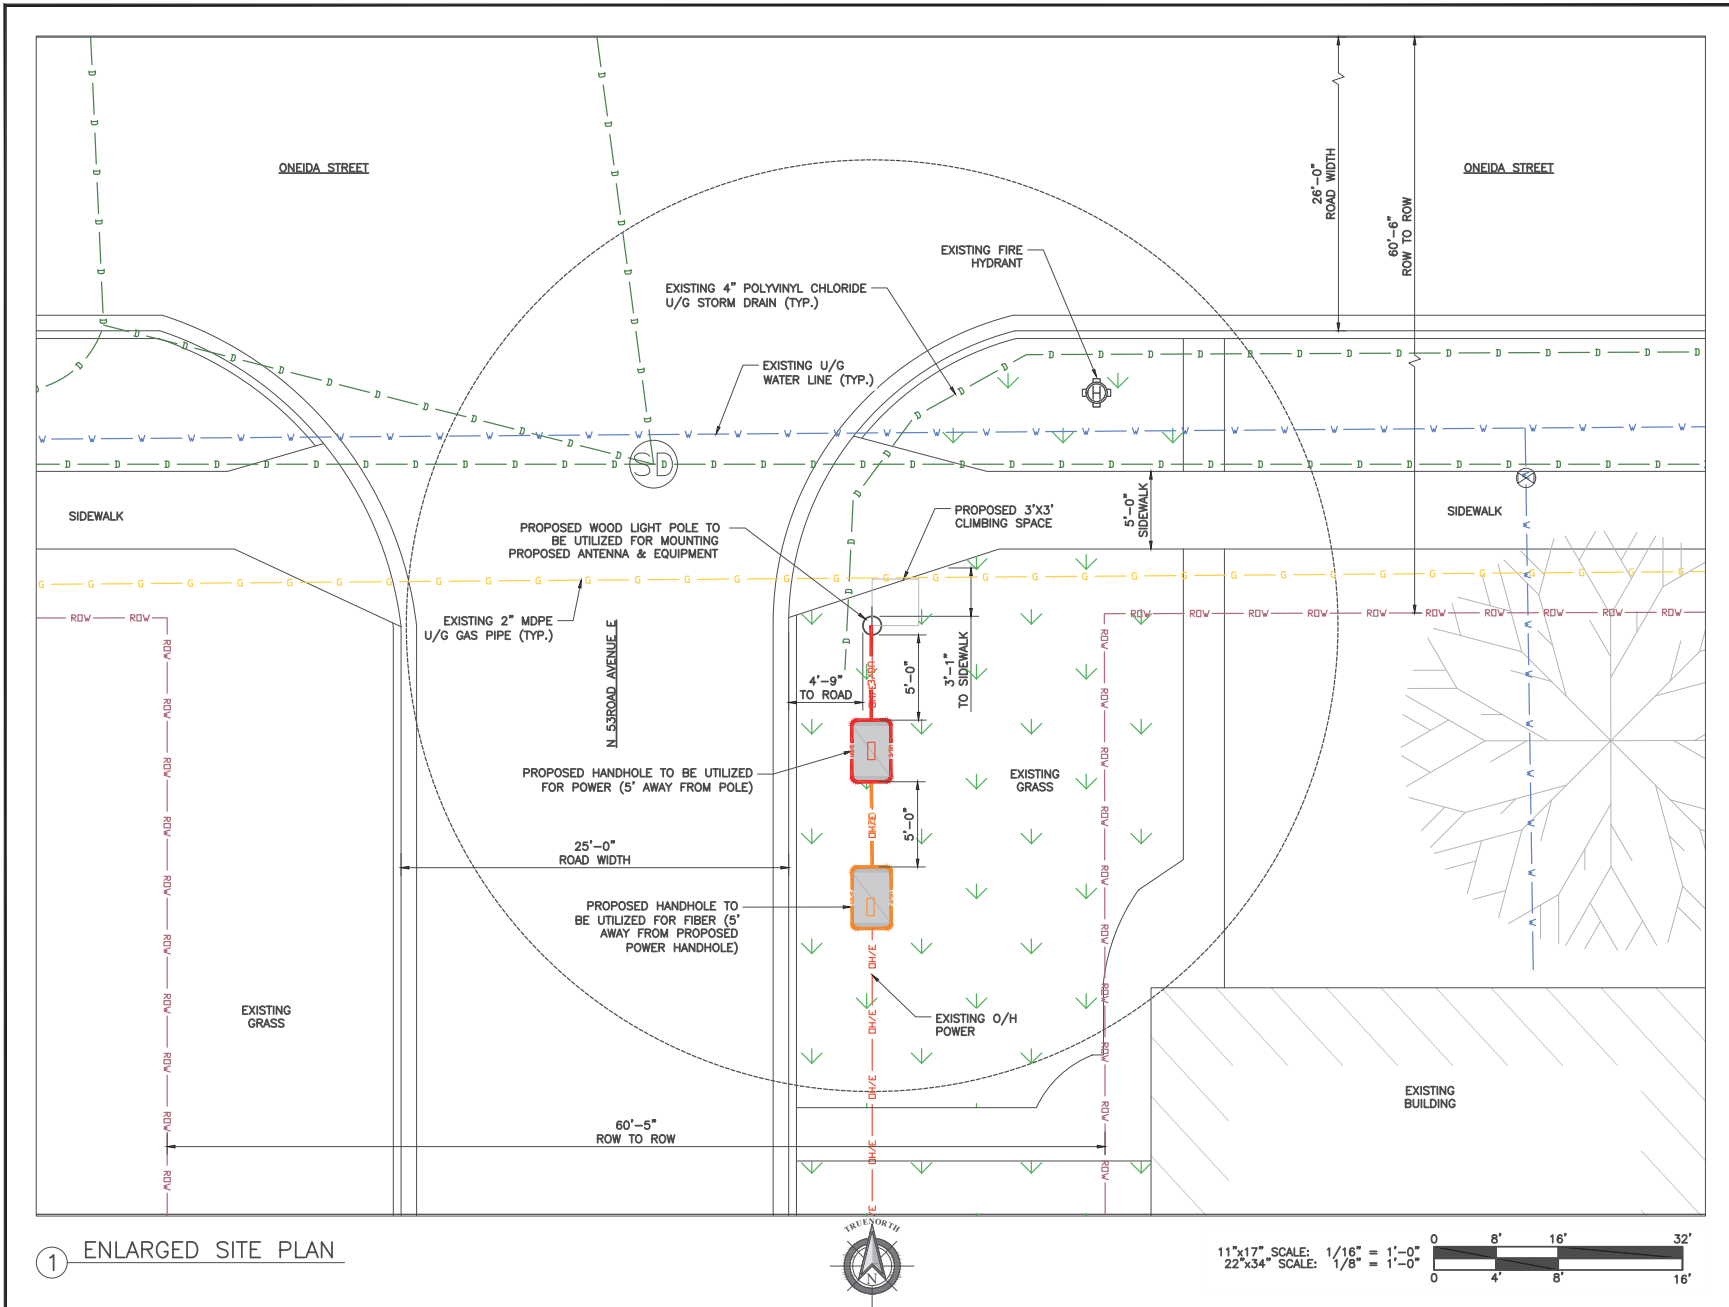 ONEIDA STREET
ONEIDA STREET
26'-0"
ROAD WIDTH
60'-6"
ROW TO ROW
EXISTING FIRE
HYDRANT
EXISTING 4" POLYVINYL CHLORIDE
U/G STORM DRAIN (TYP.)
EXISTING U/G
WATER LINE (TYP.)
H
SD
SIDEWALK
SIDEWALK
5'-0"
SIDEWALK
PROPOSED 3'X3'
CLIMBING SPACE
PROPOSED WOOD LIGHT POLE TO
BE UTILIZED FOR MOUNTING
PROPOSED ANTENNA & EQUIPMENT
EXISTING 2" MDPE
U/G GAS PIPE (TYP.)
N 53ROAD AVENUE E
4'-9"
TO ROAD
5'-0"
3'-1"
TO SIDEWALK
PROPOSED HANDHOLE TO BE UTILIZED
FOR POWER (5' AWAY FROM POLE)
EXISTING
GRASS
5'-0"
25'-0"
ROAD WIDTH
PROPOSED HANDHOLE TO
BE UTILIZED FOR FIBER (5'
AWAY FROM PROPOSED
POWER HANDHOLE)
EXISTING
GRASS
EXISTING O/H
POWER
EXISTING
BUILDING
60'-5"
ROW TO ROW
D
W
G
ROW
OH/E
1
ENLARGED SITE PLAN
TRUENORTH
N
11"x17" SCALE: 1/16" = 1'-0"
22"x34" SCALE: 1/8" = 1'-0"
0 8' 16' 32'
0 4' 8' 16'